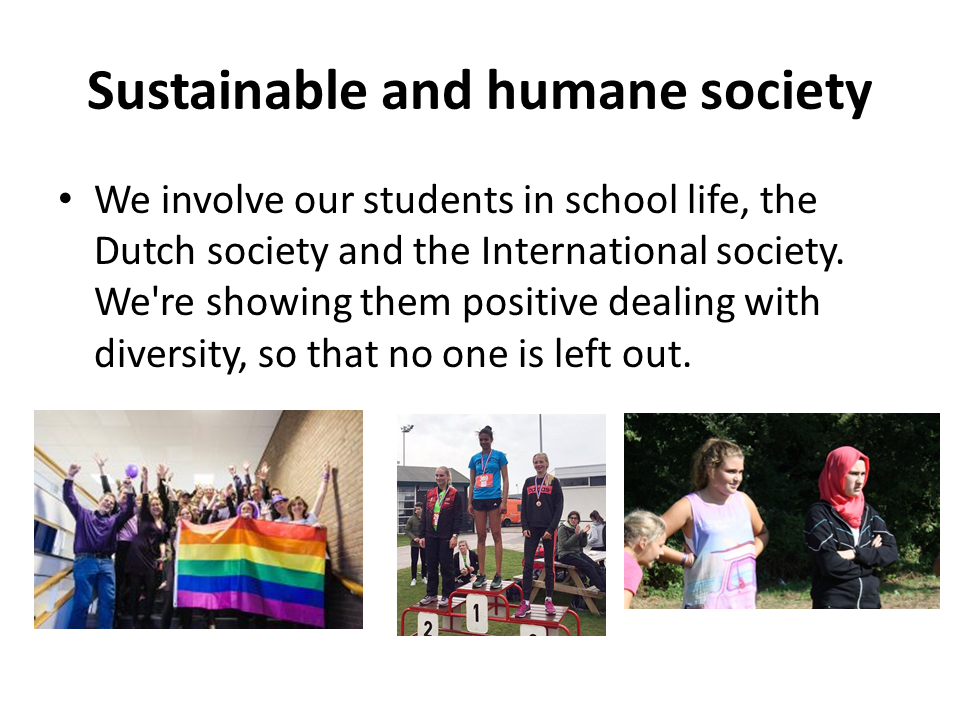 Sustainable and humane society
• We involve our students in school life, the
Dutch society and the International society.
We're showing them positive dealing with
diversity, so that no one is left out.
2
1